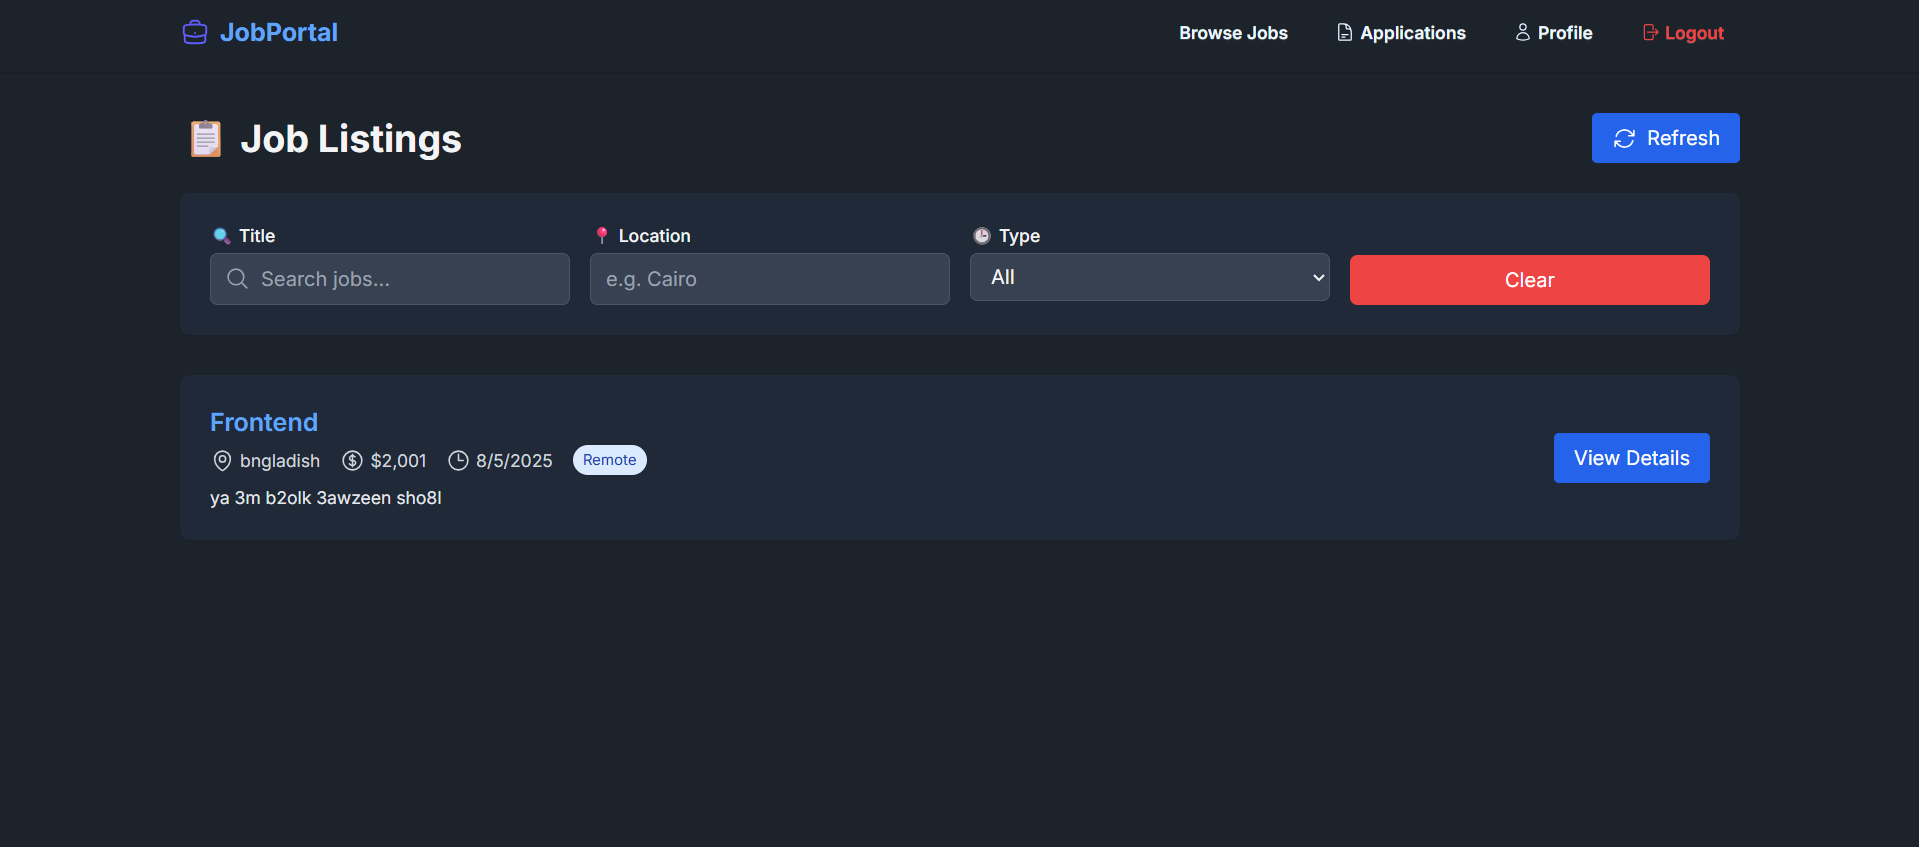 JobPortal Browse Jobs Applications Profile Logout
Job Listings Refresh
Title Location Type
Search jobs... e.g. Cairo All Clear
Frontend
bngladish $2,001 8/5/2025 Remote
View Details
ya 3m b2olk 3awzeen sho8l